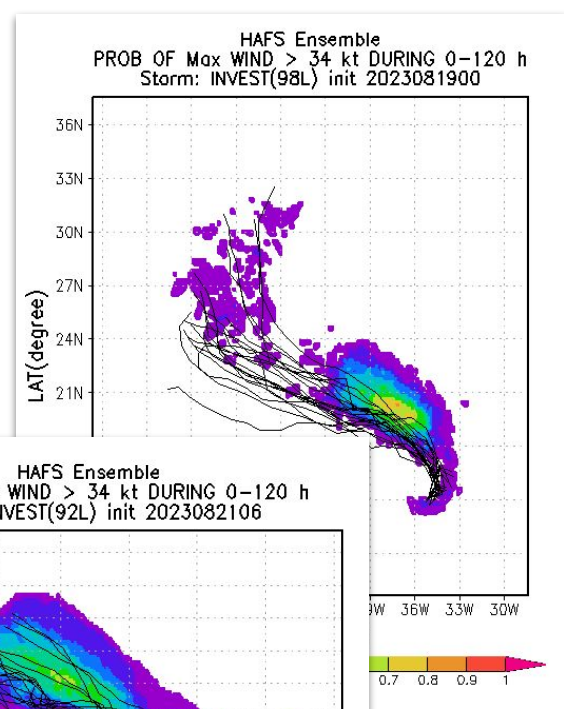 HAFS Ensemble
PROB OF Max WIND > 34 kt DURING 0-120 h
Storm: INVEST(98L) init 2023081900
36N
33N
30N
27N
24N
21N
LAT(degree)
36W 33W 30W
0.7 0.8 0.9 1
HAFS Ensemble
WIND > 34 kt DURING 0-120 h
INVEST(92L) init 2023082106